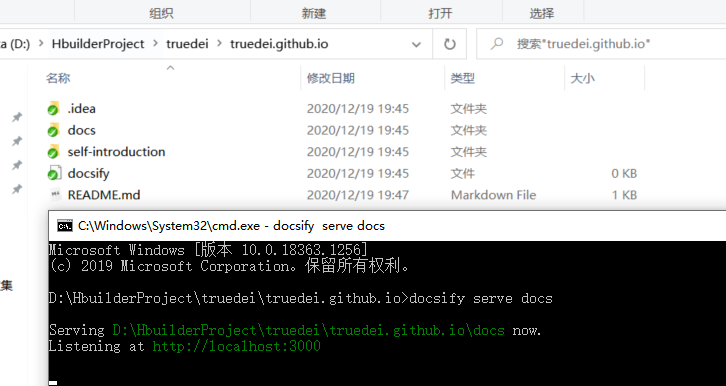 组织 新建 打开 选择
a (D:) > HbuilderProject > truedei > truedei.github.io 搜索"truedei.github.io"
名称 修改日期 类型 大小
.idea 2020/12/19 19:45 文件夹
docs 2020/12/19 19:45 文件夹
self-introduction 2020/12/19 19:45 文件夹
docsify 2020/12/19 19:45 文件 0 KB
README.md 2020/12/19 19:47 Markdown File 1 KB
集
C:\Windows\System32\cmd.exe - docsify serve docs
Microsoft Windows [版本 10.0.18363.1256]
(c) 2019 Microsoft Corporation。保留所有权利。
D:\HbuilderProject\truedei\truedei.github.io>docsify serve docs
Serving D:\HbuilderProject\truedei\truedei.github.io\docs now.
Listening at http://localhost:3000